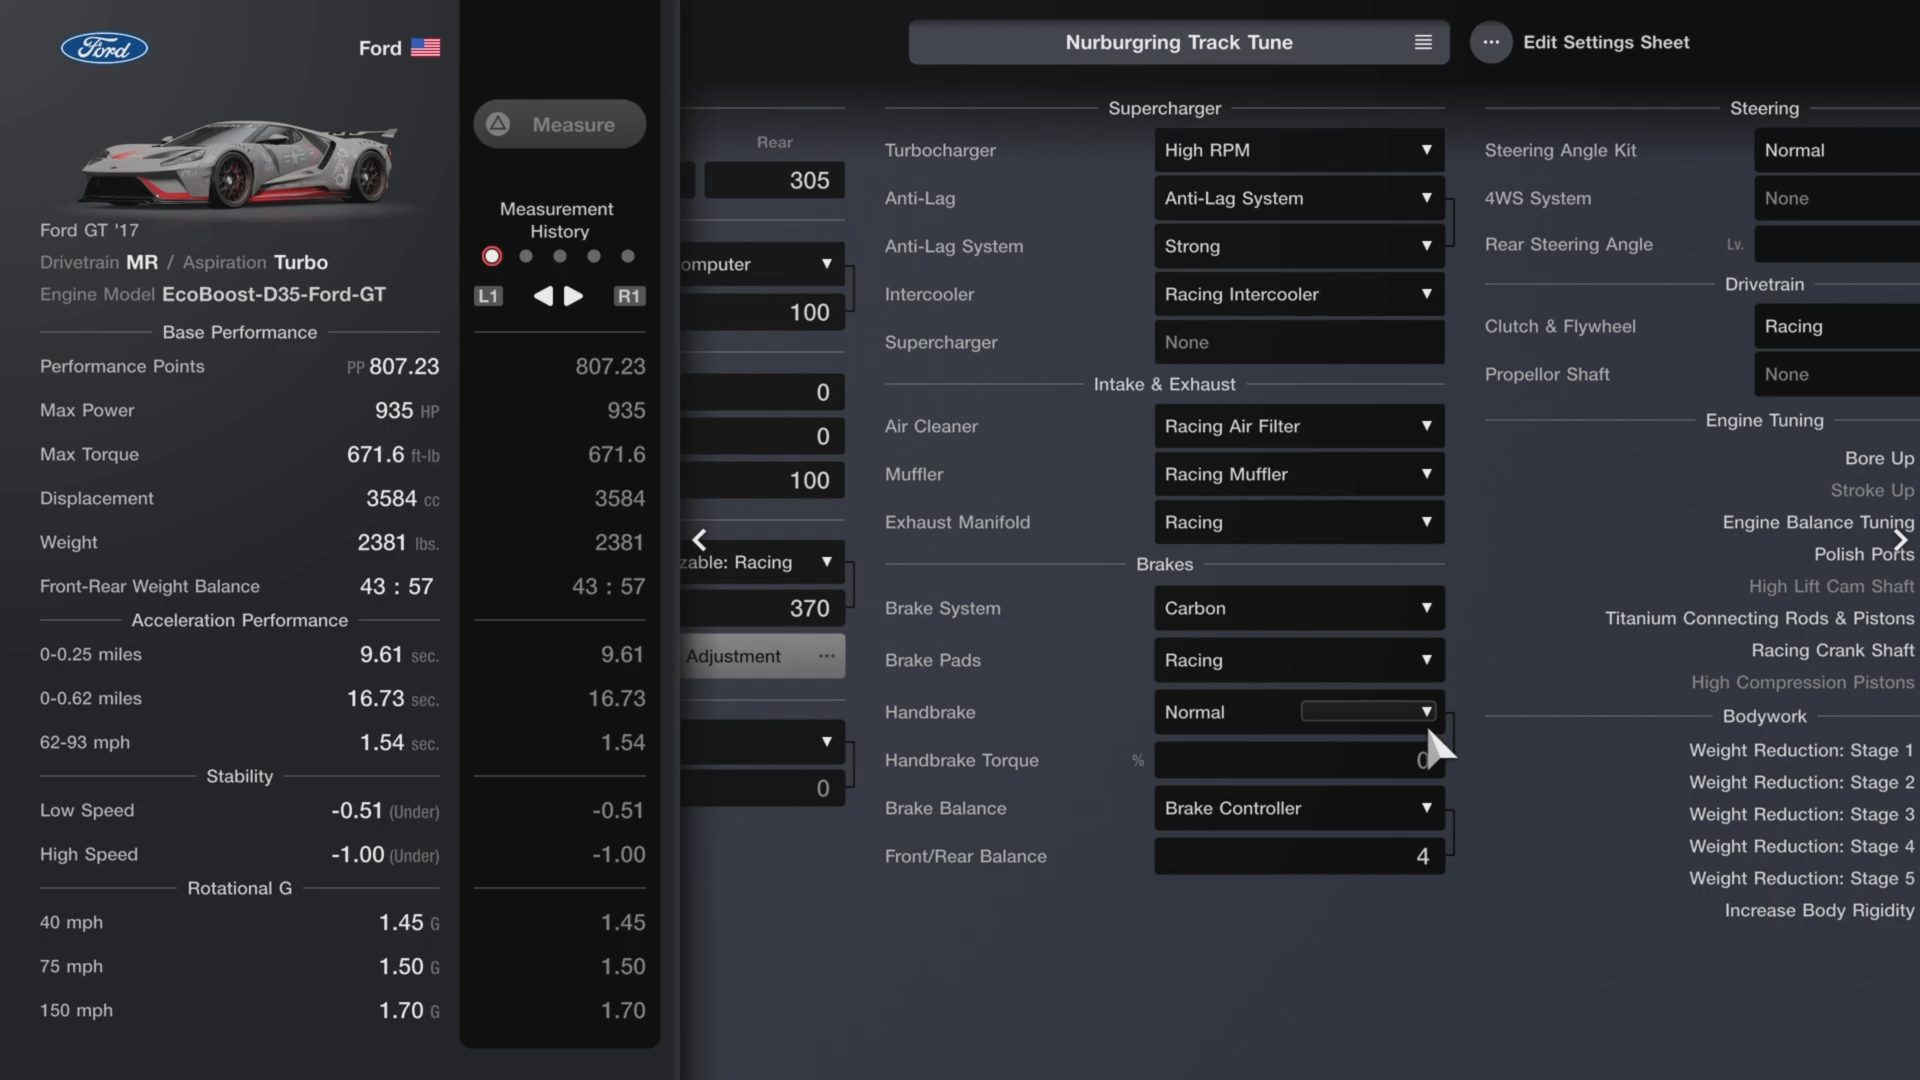 Ford
Ford
Nurburgring Track Tune
Edit Settings Sheet
Measure
Measurement
History
L1
R1
Ford GT '17
Drivetrain MR / Aspiration Turbo
Engine Model EcoBoost-D35-Ford-GT
Base Performance
Performance Points PP 807.23 807.23
Max Power 935 HP 935
Max Torque 671.6 ft-lb 671.6
Displacement 3584 cc 3584
Weight 2381 lbs. 2381
Front-Rear Weight Balance 43 : 57 43 : 57
Acceleration Performance
0-0.25 miles 9.61 sec. 9.61
0-0.62 miles 16.73 sec. 16.73
62-93 mph 1.54 sec. 1.54
Stability
Low Speed -0.51 (Under) -0.51
High Speed -1.00 (Under) -1.00
Rotational G
40 mph 1.45 G 1.45
75 mph 1.50 G 1.50
150 mph 1.70 G 1.70
Rear
305
omputer
100
0
0
100
zable: Racing
370
Adjustment ...
0
Supercharger
Turbocharger High RPM
Anti-Lag Anti-Lag System
Anti-Lag System Strong
Intercooler Racing Intercooler
Supercharger None
Intake & Exhaust
Air Cleaner Racing Air Filter
Muffler Racing Muffler
Exhaust Manifold Racing
Brakes
Brake System Carbon
Brake Pads Racing
Handbrake Normal
Handbrake Torque % 0
Brake Balance Brake Controller
Front/Rear Balance 4
Steering
Steering Angle Kit Normal
4WS System None
Rear Steering Angle Lv.
Drivetrain
Clutch & Flywheel Racing
Propellor Shaft None
Engine Tuning
Bore Up
Stroke Up
Engine Balance Tuning
Polish Ports
High Lift Cam Shaft
Titanium Connecting Rods & Pistons
Racing Crank Shaft
High Compression Pistons
Bodywork
Weight Reduction: Stage 1
Weight Reduction: Stage 2
Weight Reduction: Stage 3
Weight Reduction: Stage 4
Weight Reduction: Stage 5
Increase Body Rigidity